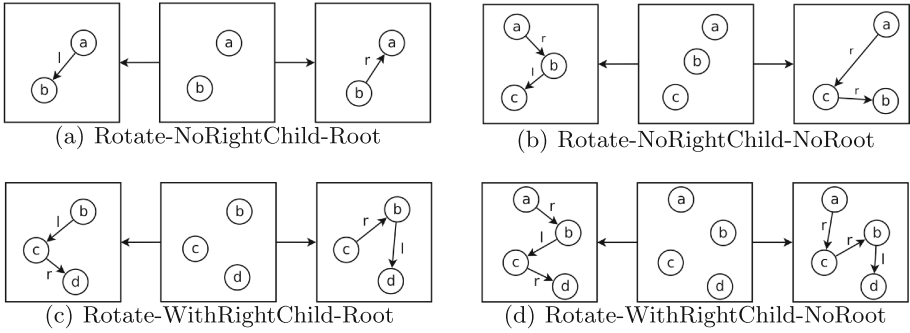 a l b
a b
a r b
(a) Rotate-NoRightChild-Root
a r b l c
a b c
a r c r b
(b) Rotate-NoRightChild-NoRoot
b l c r d
b c d
b r c l d
(c) Rotate-WithRightChild-Root
a r b l c r d
a b c d
a r c r b l d
(d) Rotate-WithRightChild-NoRoot